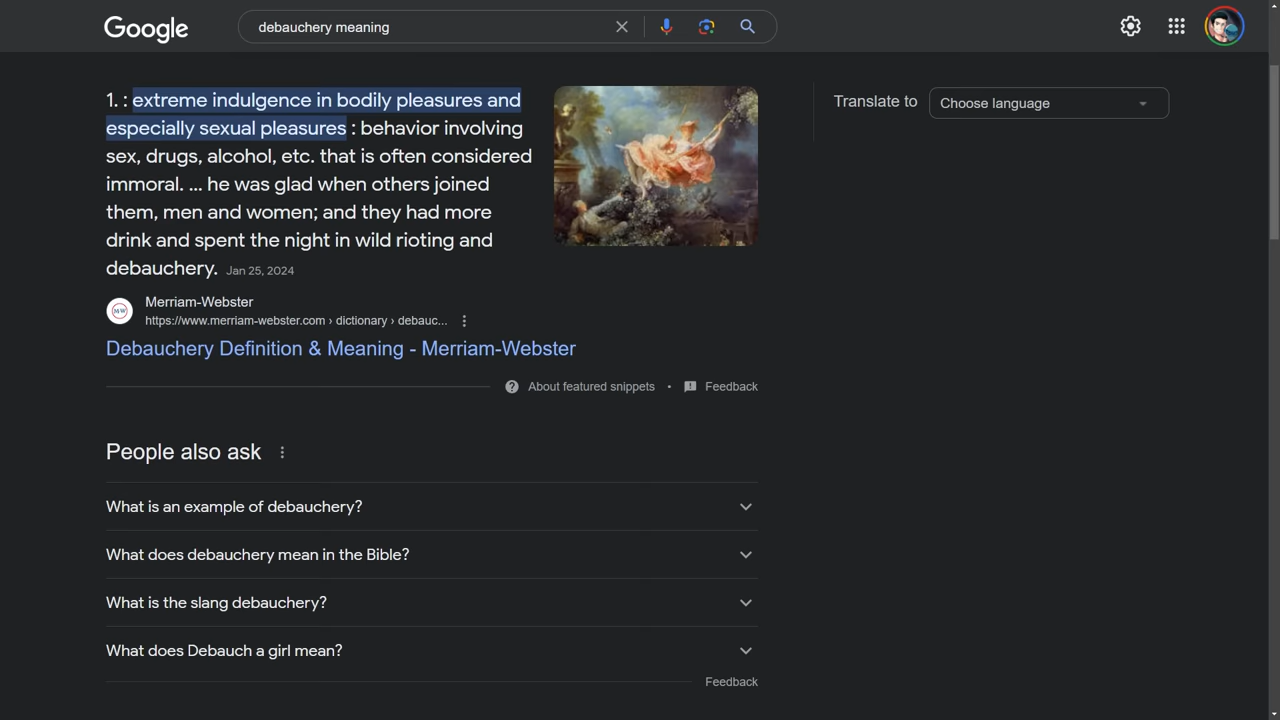 Google
debauchery meaning
1. : extreme indulgence in bodily pleasures and
especially sexual pleasures : behavior involving
sex, drugs, alcohol, etc. that is often considered
immoral. ... he was glad when others joined
them, men and women; and they had more
drink and spent the night in wild rioting and
debauchery. Jan 25, 2024
Translate to Choose language
Merriam-Webster
https://www.merriam-webster.com › dictionary › debauc...
Debauchery Definition & Meaning - Merriam-Webster
About featured snippets • Feedback
People also ask
What is an example of debauchery?
What does debauchery mean in the Bible?
What is the slang debauchery?
What does Debauch a girl mean?
Feedback